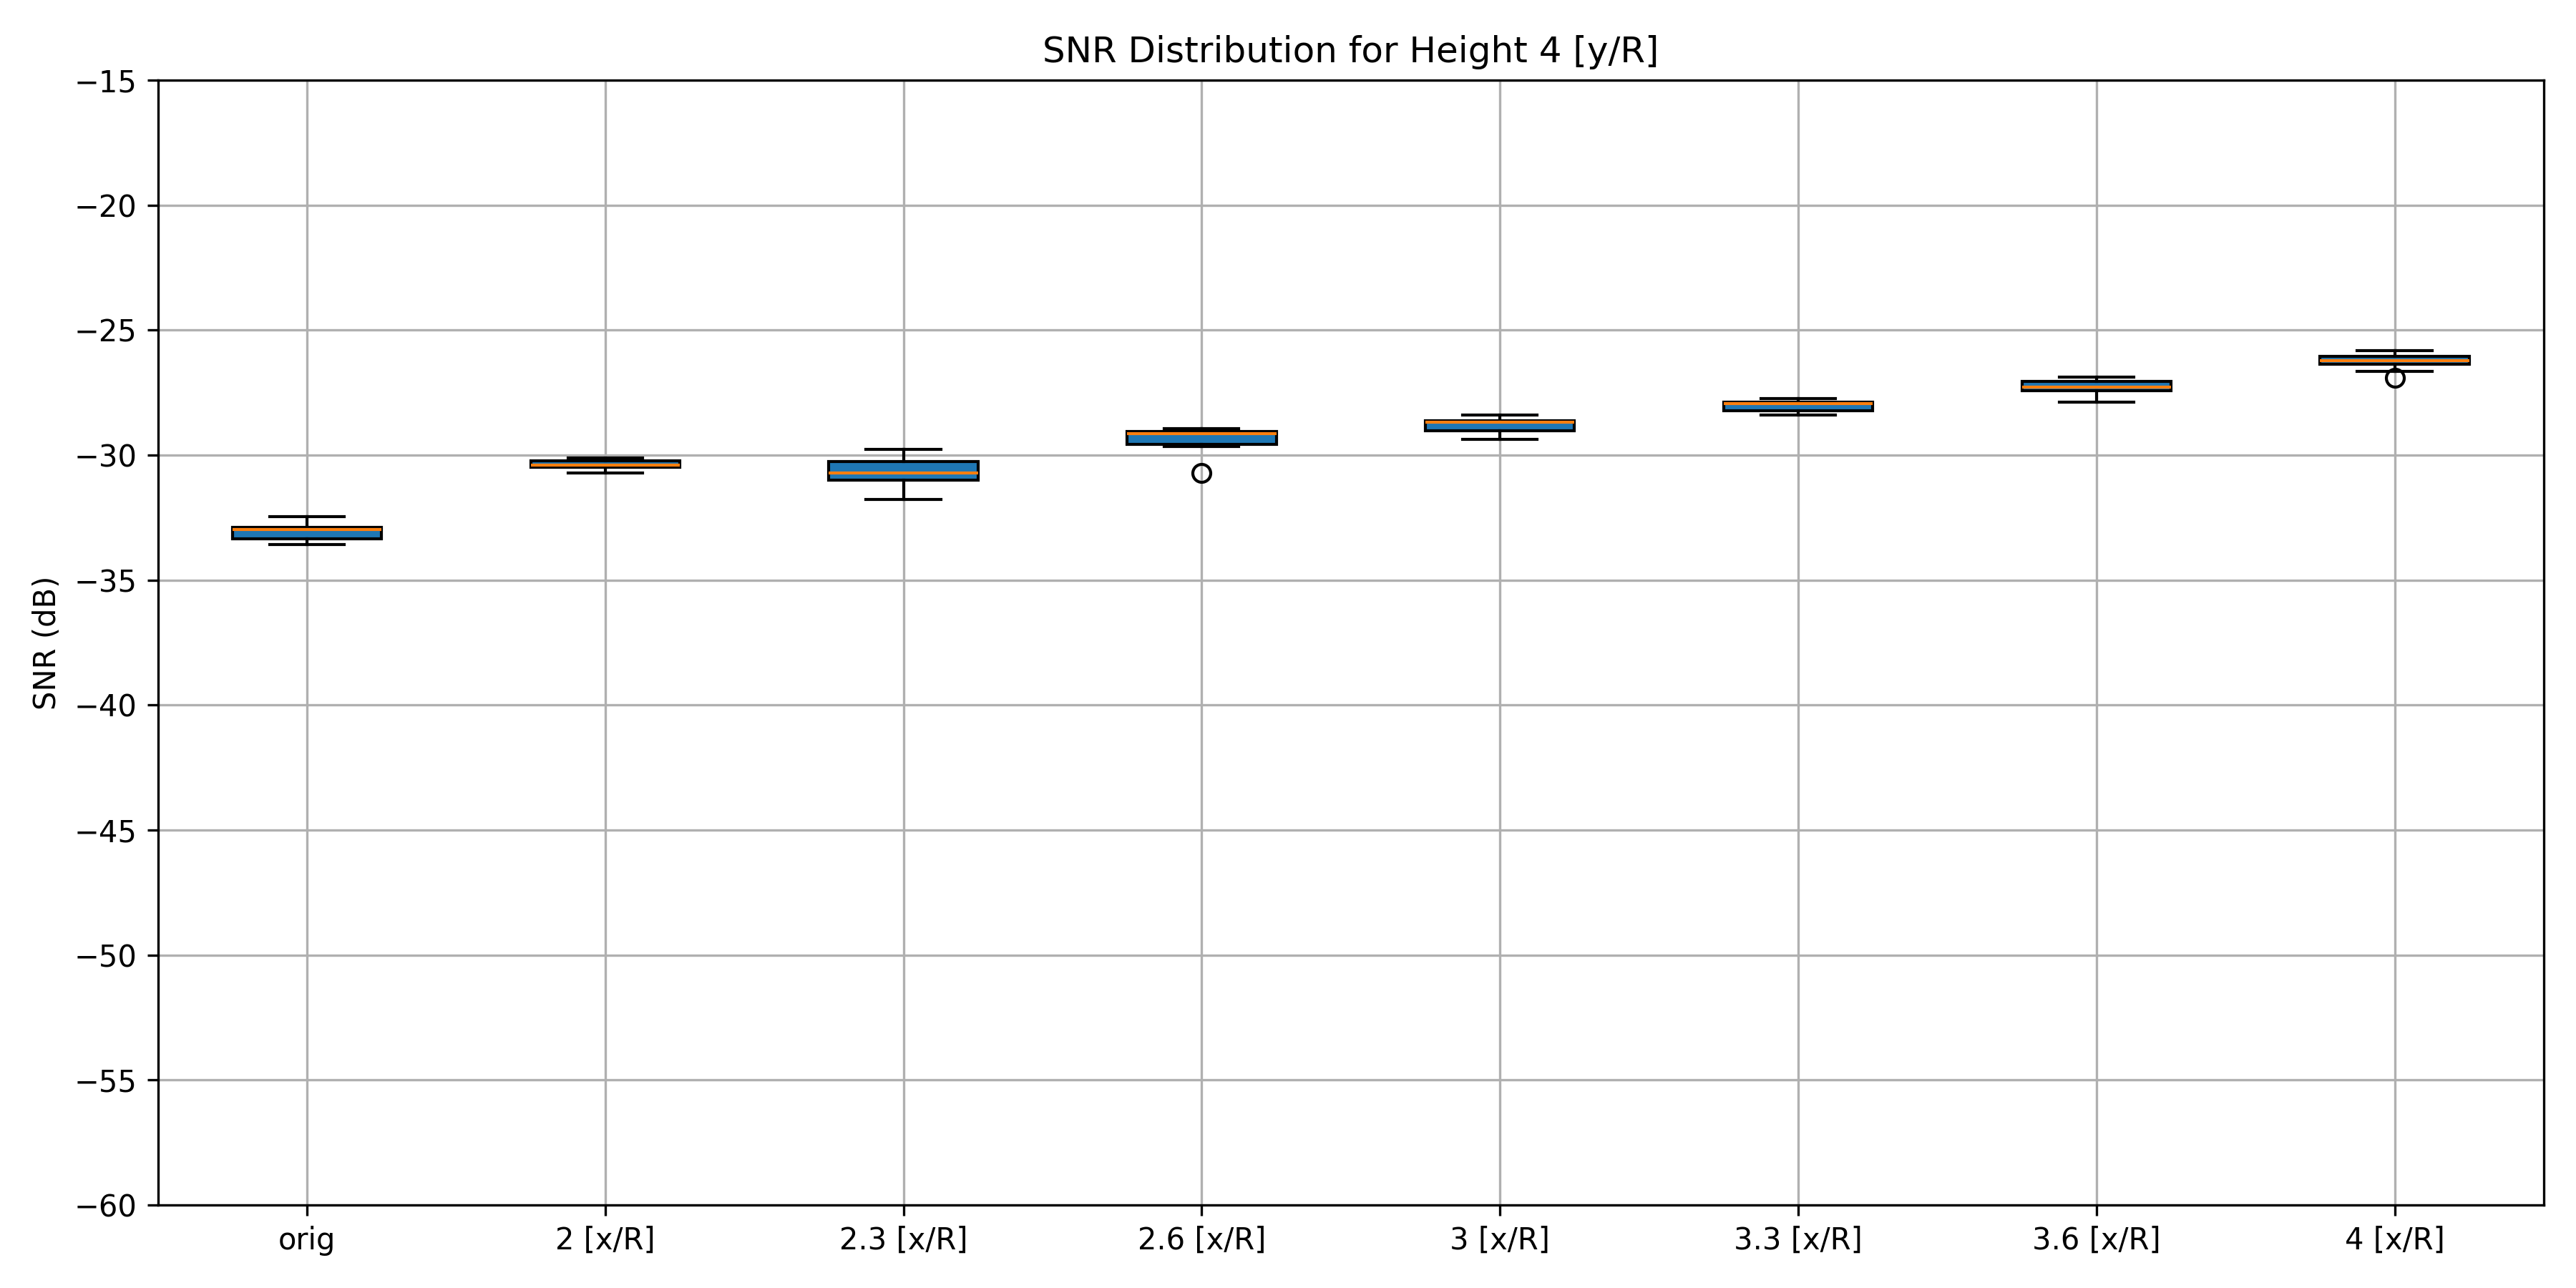 SNR Distribution for Height 4 [y/R]
SNR (dB)
−15
−20
−25
−30
−35
−40
−45
−50
−55
−60
orig
2 [x/R]
2.3 [x/R]
2.6 [x/R]
3 [x/R]
3.3 [x/R]
3.6 [x/R]
4 [x/R]